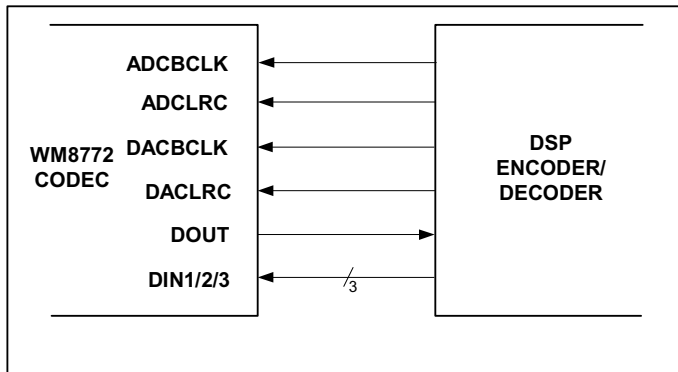 ADCBCLK
ADCLRC
DACBCLK
DACLRC
DOUT
DIN1/2/3
WM8772
CODEC
DSP
ENCODER/
DECODER
3